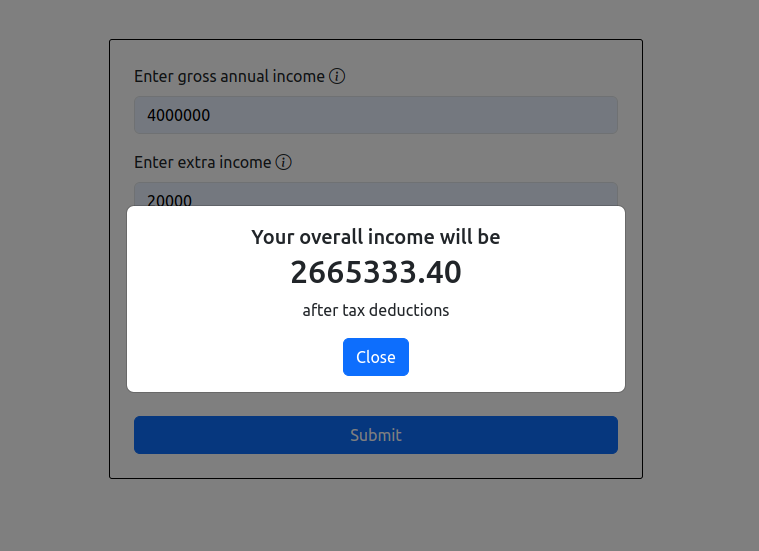 Enter gross annual income
4000000
Enter extra income
20000
Your overall income will be
2665333.40
after tax deductions
Close
Submit